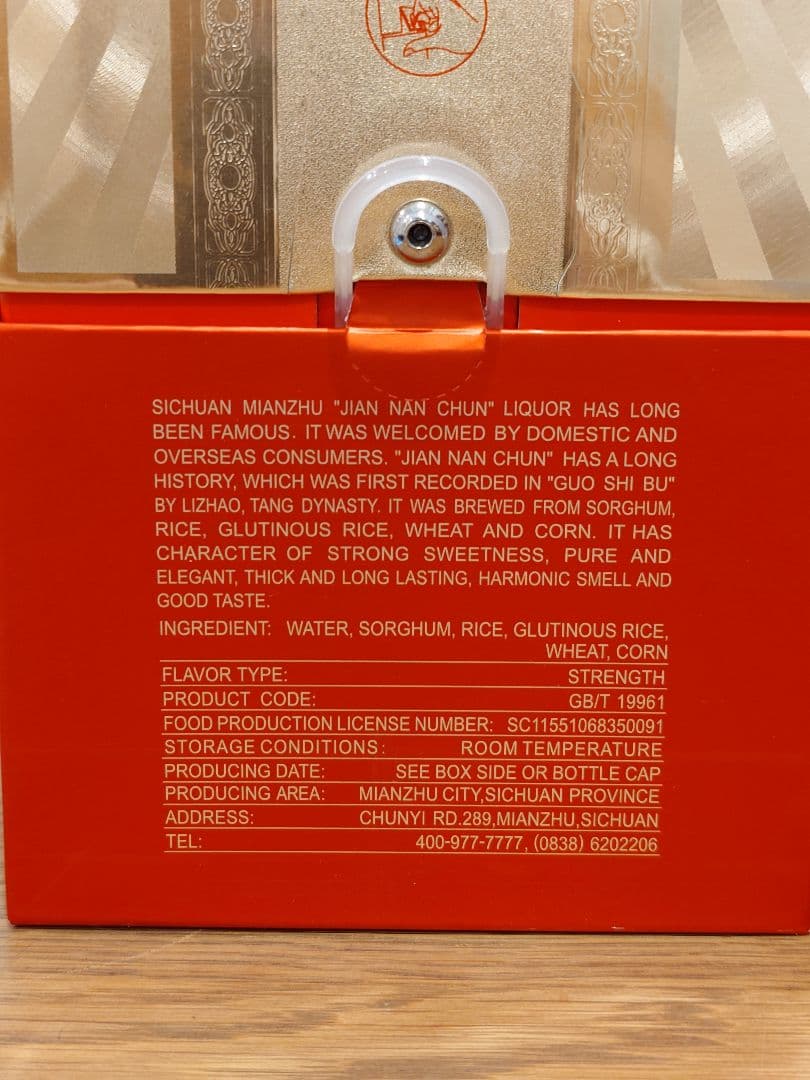 SICHUAN MIANZHU "JIAN NAN CHUN" LIQUOR HAS LONG
BEEN FAMOUS. IT WAS WELCOMED BY DOMESTIC AND
OVERSEAS CONSUMERS. "JIAN NAN CHUN" HAS A LONG
HISTORY, WHICH WAS FIRST RECORDED IN "GUO SHI BU"
BY LIZHAO, TANG DYNASTY. IT WAS BREWED FROM SORGHUM,
RICE, GLUTINOUS RICE, WHEAT AND CORN. IT HAS
CHARACTER OF STRONG SWEETNESS, PURE AND
ELEGANT, THICK AND LONG LASTING, HARMONIC SMELL AND
GOOD TASTE.
INGREDIENT: WATER, SORGHUM, RICE, GLUTINOUS RICE,
WHEAT, CORN
FLAVOR TYPE: STRENGTH
PRODUCT CODE: GB/T 19961
FOOD PRODUCTION LICENSE NUMBER: SC11551068350091
STORAGE CONDITIONS: ROOM TEMPERATURE
PRODUCING DATE: SEE BOX SIDE OR BOTTLE CAP
PRODUCING AREA: MIANZHU CITY,SICHUAN PROVINCE
ADDRESS: CHUNYI RD.289,MIANZHU,SICHUAN
TEL: 400-977-7777, (0838) 6202206